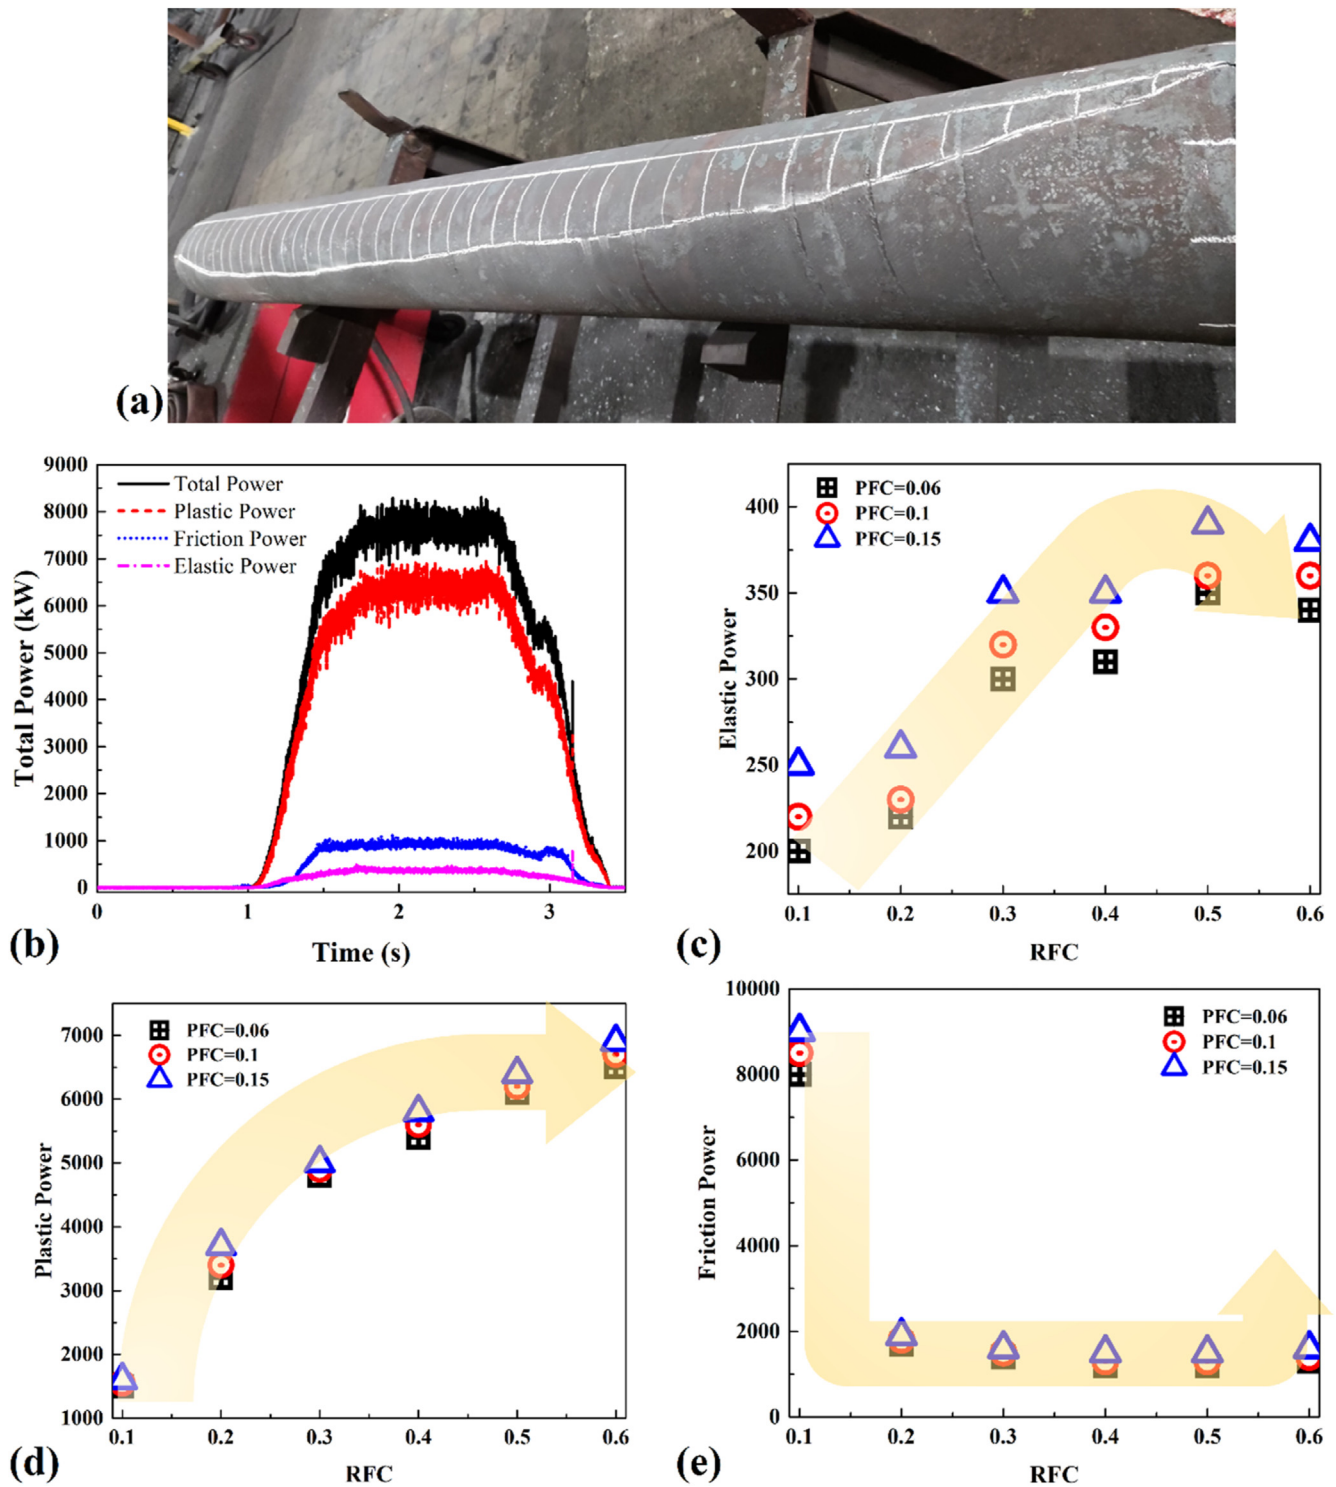 (a)
9000
8000
7000
6000
5000
4000
3000
2000
1000
0
Total Power (kW)
Total Power
Plastic Power
Friction Power
Elastic Power
0 1 2 3
Time (s)
(b)
400
350
300
250
200
Elastic Power
PFC=0.06
PFC=0.1
PFC=0.15
0.1 0.2 0.3 0.4 0.5 0.6
RFC
(c)
7000
6000
5000
4000
3000
2000
1000
Plastic Power
PFC=0.06
PFC=0.1
PFC=0.15
0.1 0.2 0.3 0.4 0.5 0.6
RFC
(d)
10000
8000
6000
4000
2000
0
Friction Power
PFC=0.06
PFC=0.1
PFC=0.15
0.1 0.2 0.3 0.4 0.5 0.6
RFC
(e)